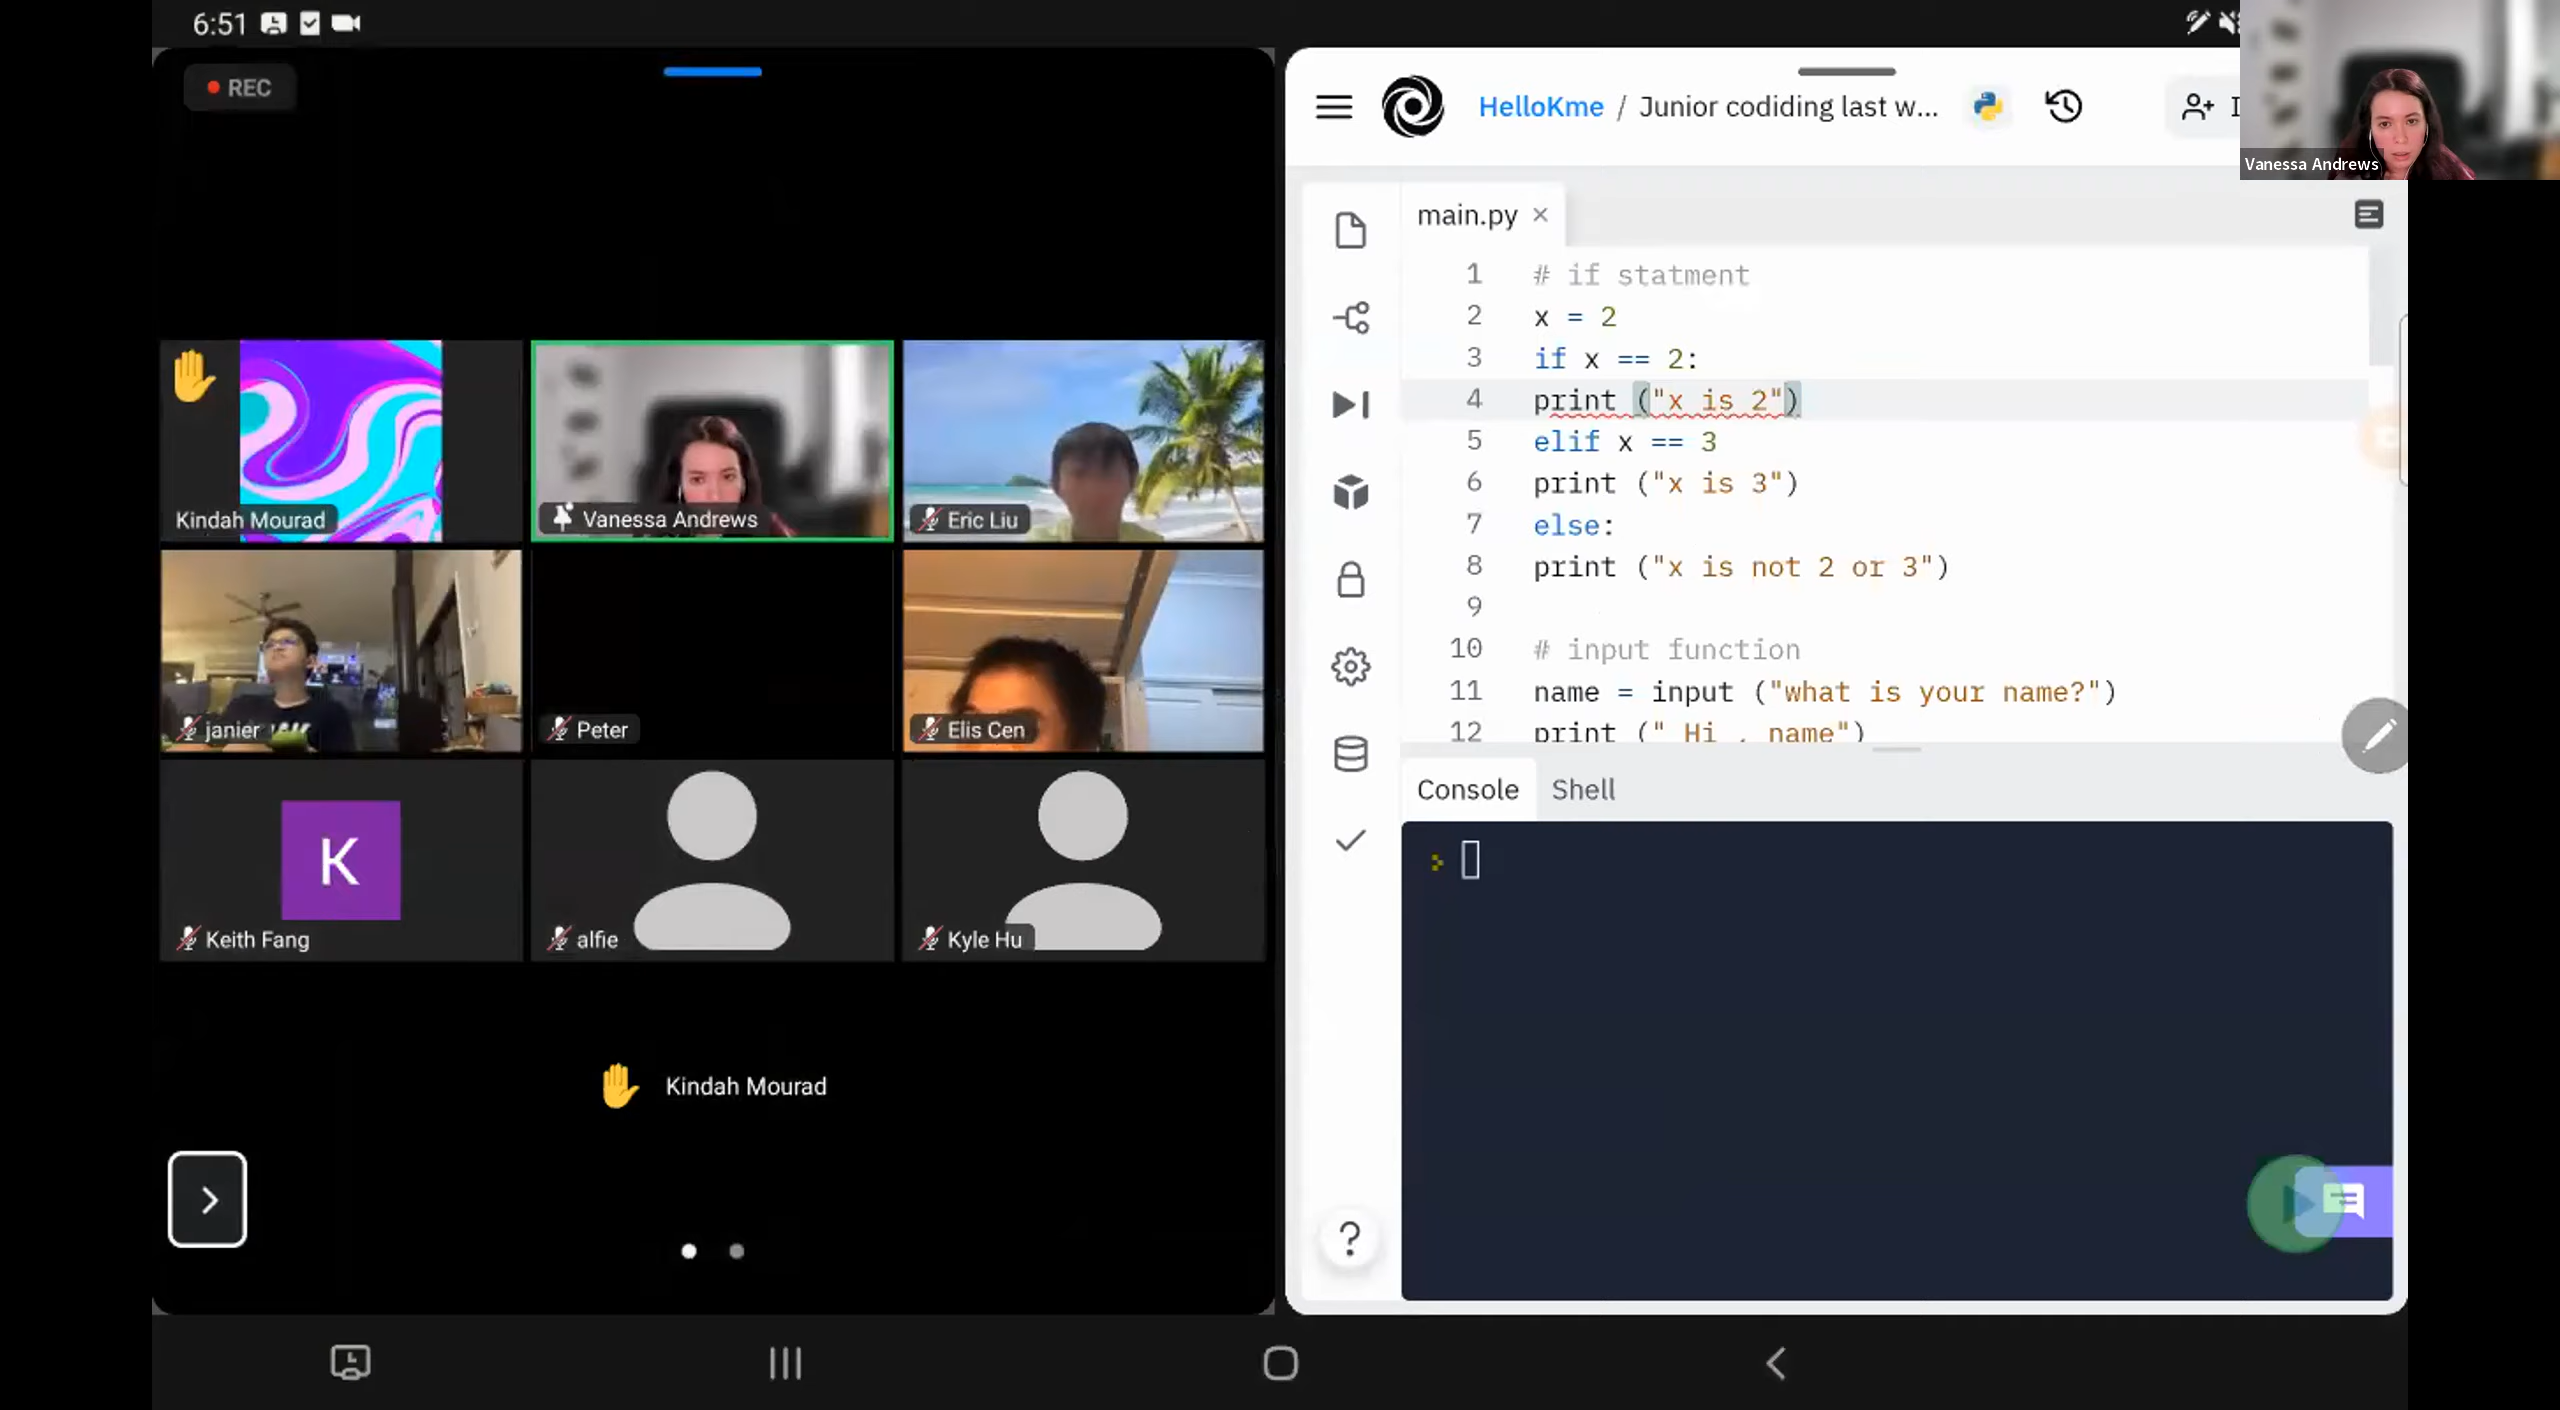 6:51
REC
Kindah Mourad
Vanessa Andrews
Eric Liu
janier
Peter
Elis Cen
K
Keith Fang
alfie
Kyle Hu
Kindah Mourad
HelloKme / Junior codiding last w...
Vanessa Andrews
main.py
1 # if statment
2 x = 2
3 if x == 2:
4 print ("x is 2")
5 elif x == 3
6 print ("x is 3")
7 else:
8 print ("x is not 2 or 3")
9
10 # input function
11 name = input ("what is your name?")
12 print (" Hi , name")
Console Shell
>
?